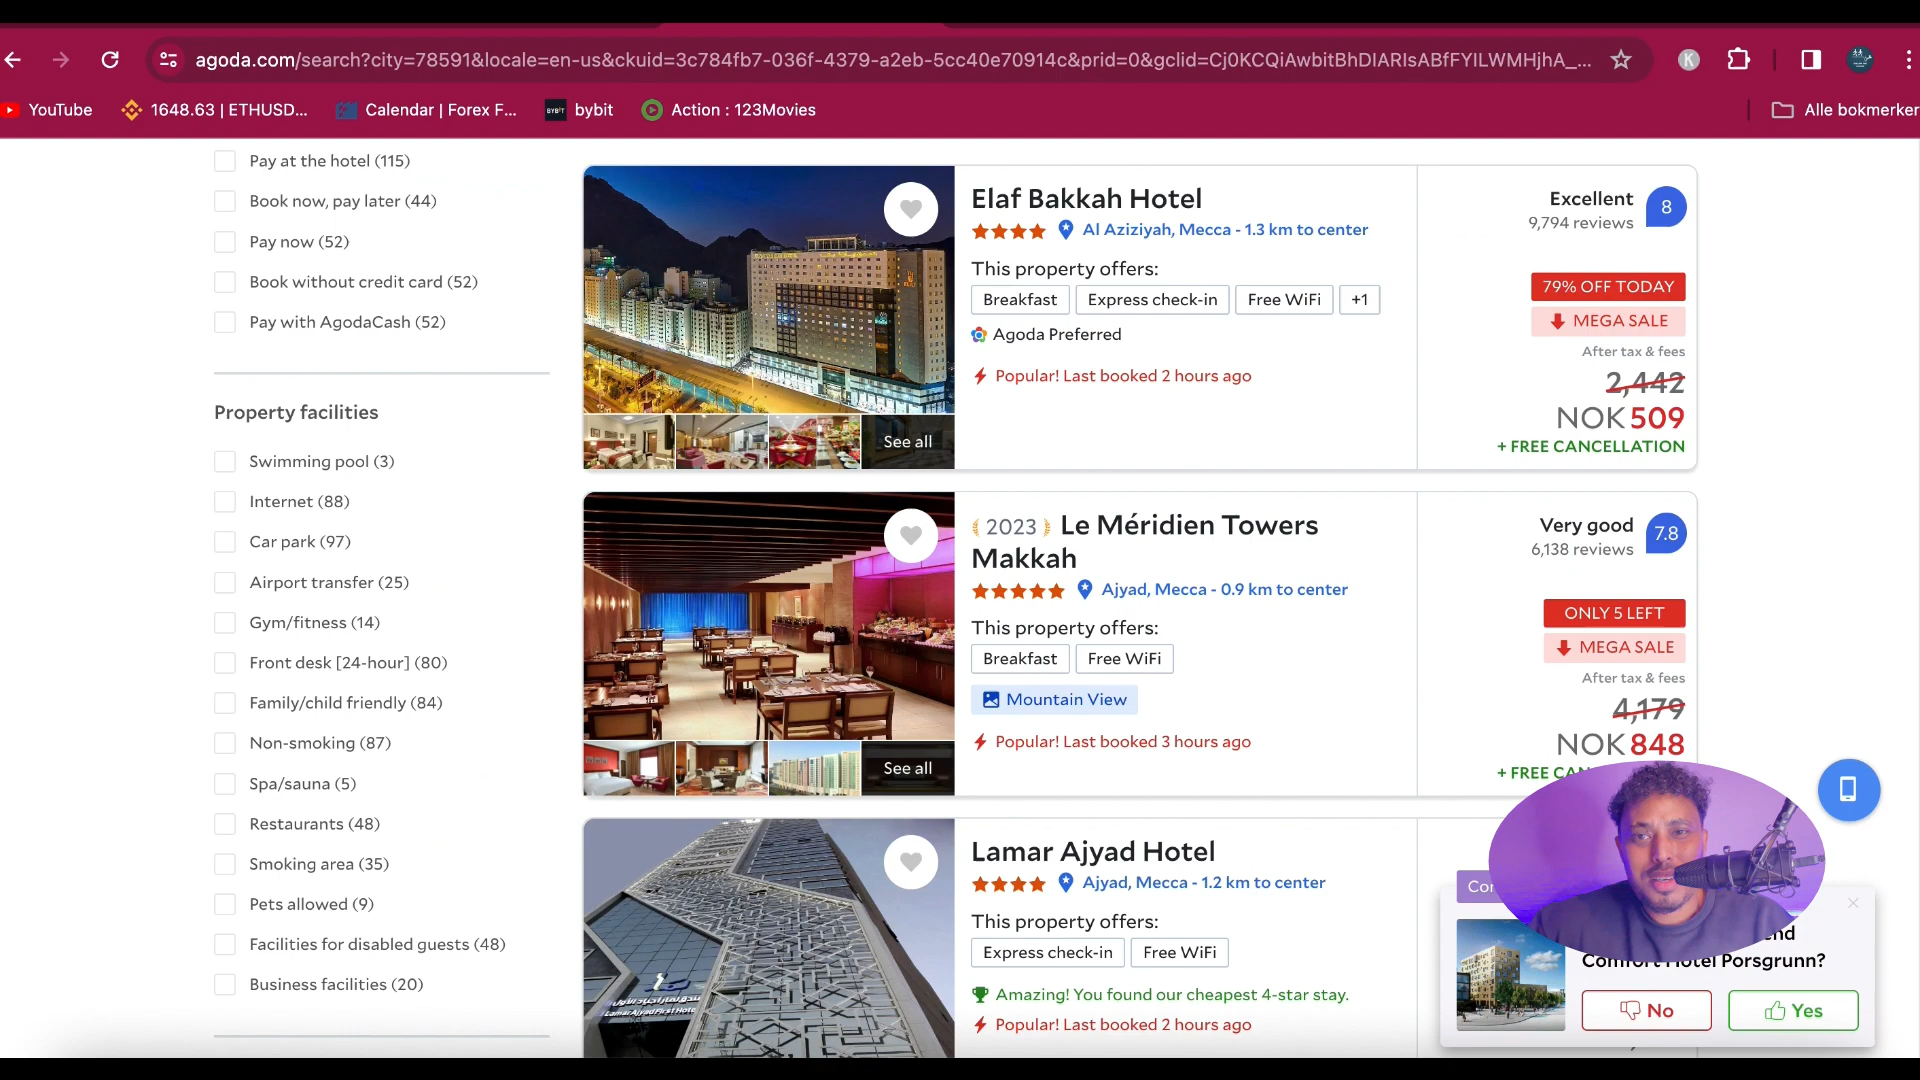 agoda.com/search?city=78591&locale=en-us&ckuid=3c784fb7-036f-4379-a2eb-5cc40e70914c&prid=0&gclid=Cj0KCQiAwbitBhDIARIsABfFYILWMHjhA_...
K
YouTube
1648.63 | ETHUSD...
Calendar | Forex F...
BYBIT
bybit
Action : 123Movies
Alle bokmerker
Pay at the hotel (115)
Book now, pay later (44)
Pay now (52)
Book without credit card (52)
Pay with AgodaCash (52)
Property facilities
Swimming pool (3)
Internet (88)
Car park (97)
Airport transfer (25)
Gym/fitness (14)
Front desk [24-hour] (80)
Family/child friendly (84)
Non-smoking (87)
Spa/sauna (5)
Restaurants (48)
Smoking area (35)
Pets allowed (9)
Facilities for disabled guests (48)
Business facilities (20)
See all
Elaf Bakkah Hotel
Al Aziziyah, Mecca - 1.3 km to center
This property offers:
Breakfast
Express check-in
Free WiFi
+1
Agoda Preferred
Popular! Last booked 2 hours ago
Excellent
9,794 reviews
8
79% OFF TODAY
MEGA SALE
After tax & fees
2,442
NOK 509
+ FREE CANCELLATION
See all
2023 Le Méridien Towers
Makkah
Ajyad, Mecca - 0.9 km to center
This property offers:
Breakfast
Free WiFi
Mountain View
Popular! Last booked 3 hours ago
Very good
6,138 reviews
7.8
ONLY 5 LEFT
MEGA SALE
After tax & fees
4,179
NOK 848
+ FREE
Lamar Ajyad Hotel
Ajyad, Mecca - 1.2 km to center
This property offers:
Express check-in
Free WiFi
Amazing! You found our cheapest 4-star stay.
Popular! Last booked 2 hours ago
Comfort Hotel Porsgrunn?
No
Yes